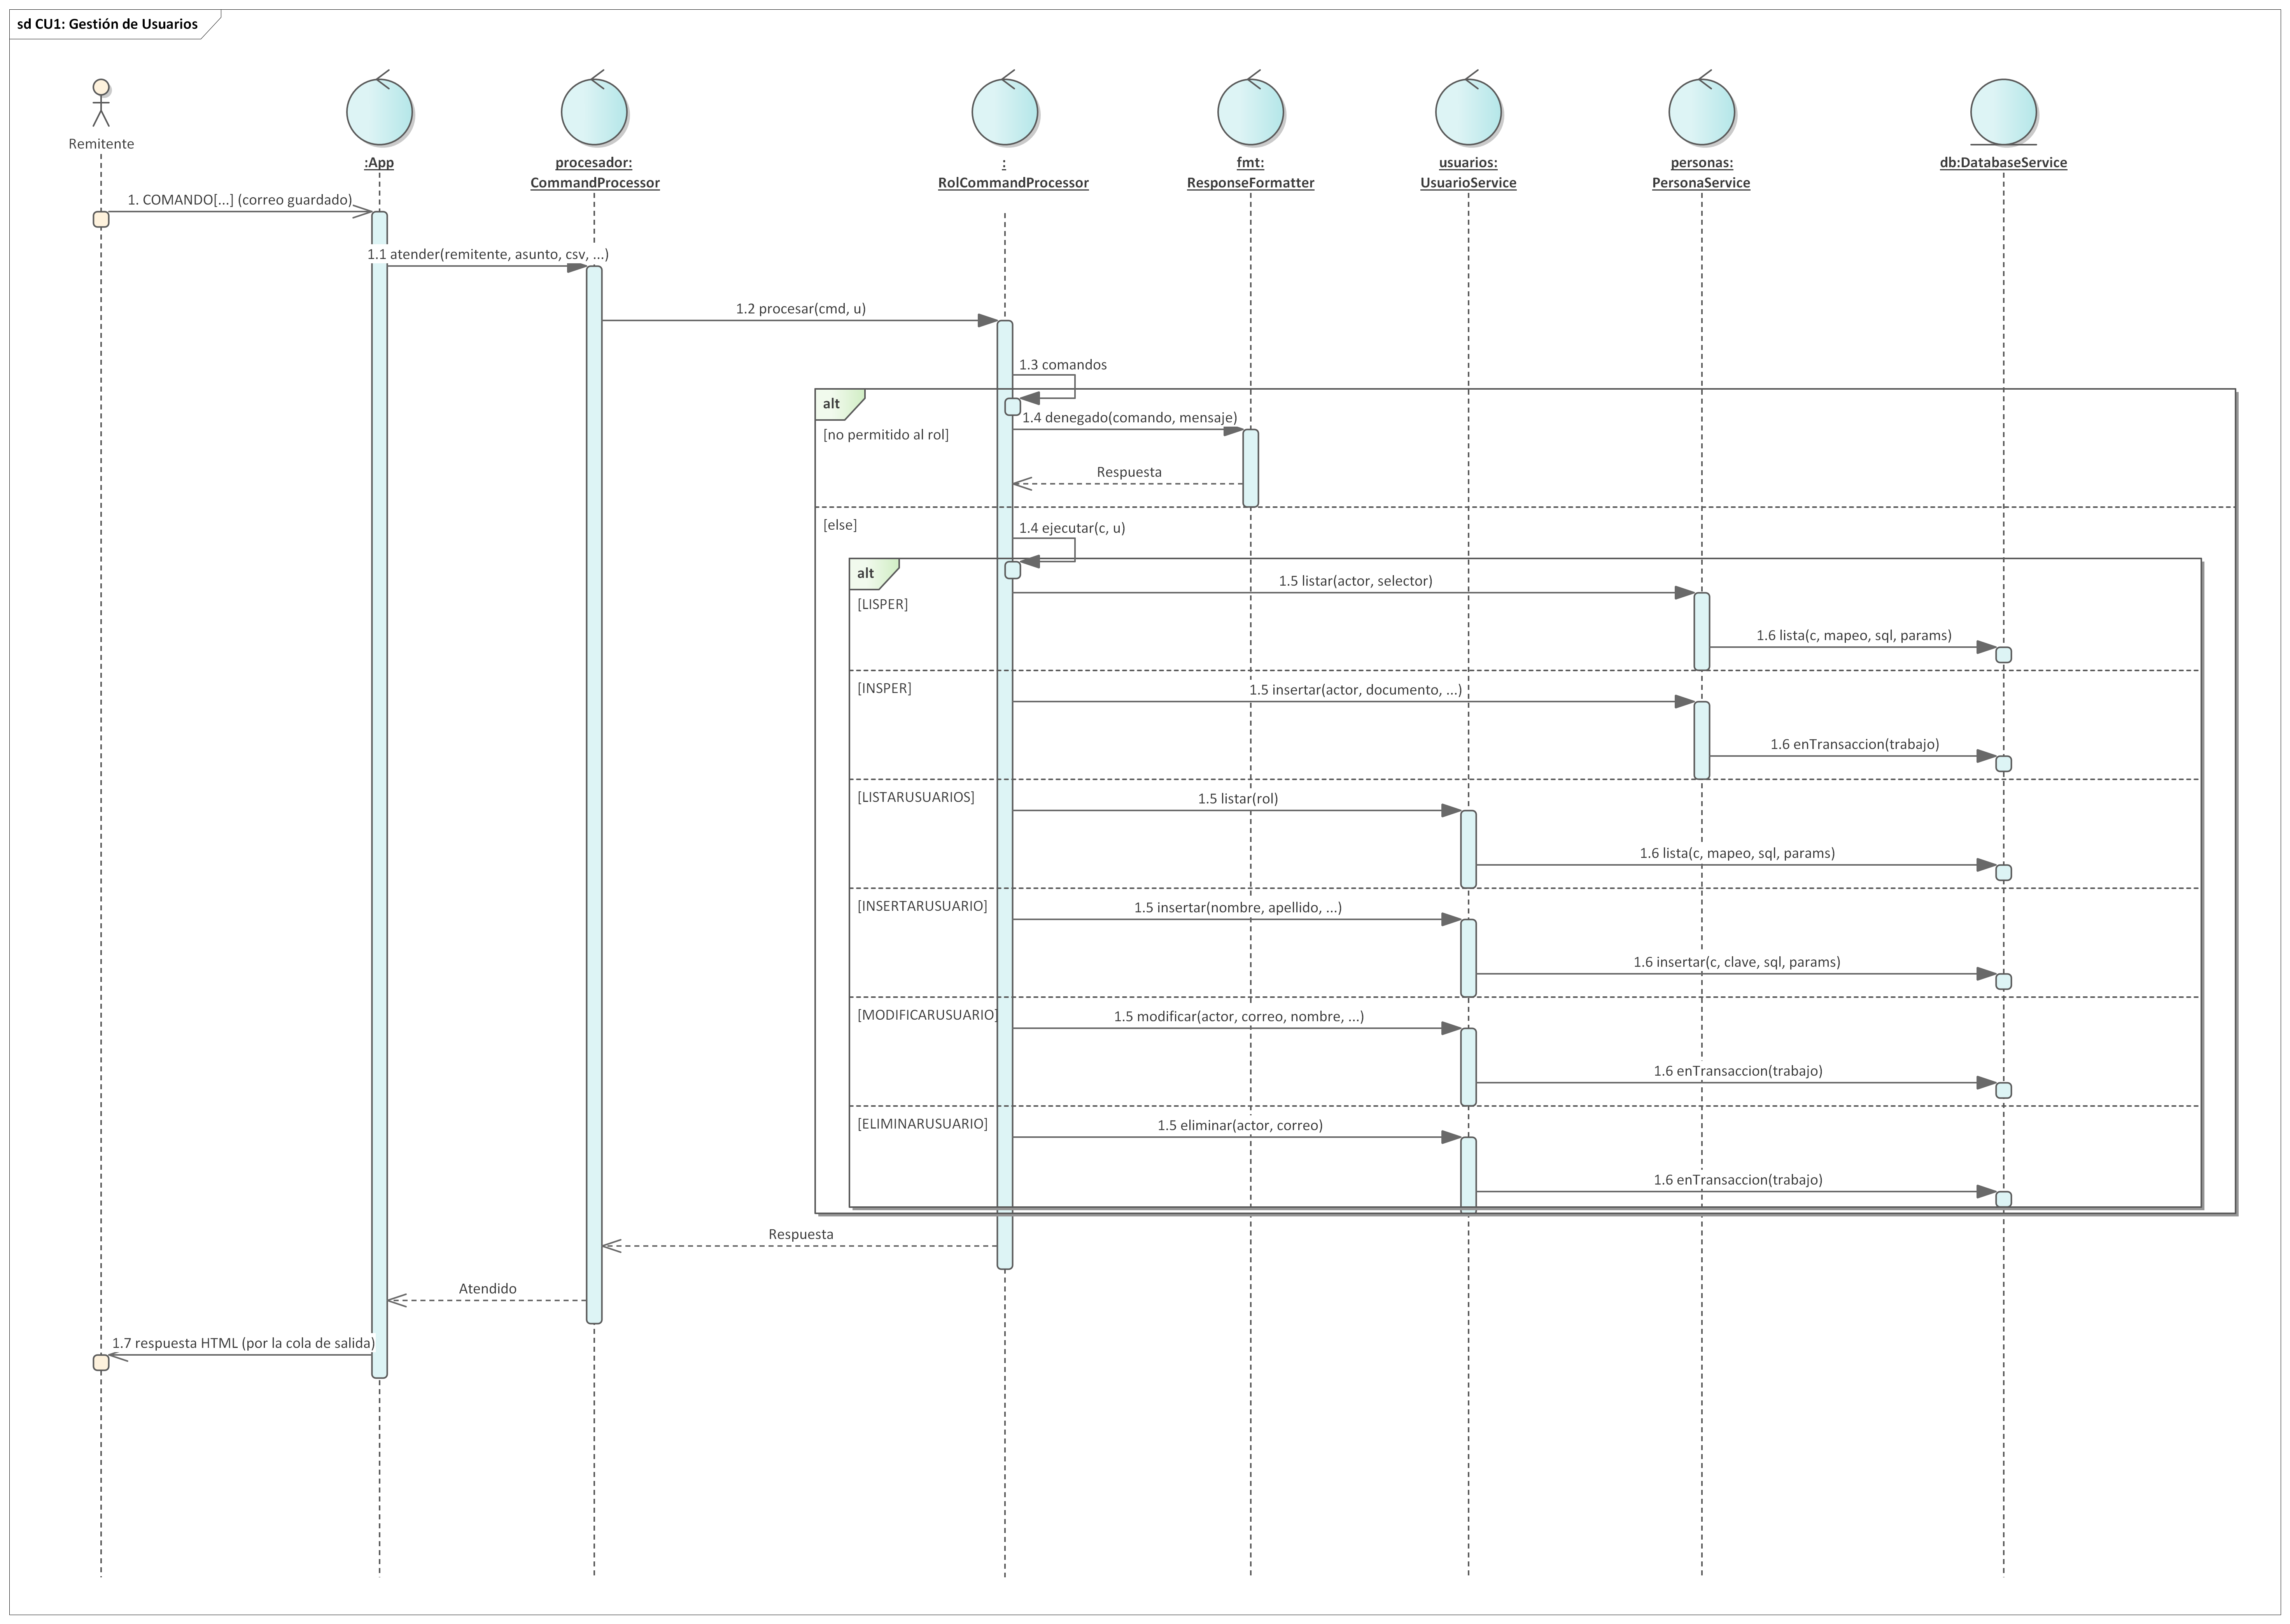 sd CU1: Gestión de Usuarios
Remitente
:App
procesador:
CommandProcessor
:
RolCommandProcessor
fmt:
ResponseFormatter
usuarios:
UsuarioService
personas:
PersonaService
db:DatabaseService
1. COMANDO[...] (correo guardado)
1.1 atender(remitente, asunto, csv, ...)
1.2 procesar(cmd, u)
1.3 comandos
alt
1.4 denegado(comando, mensaje)
[no permitido al rol]
Respuesta
[else]
1.4 ejecutar(c, u)
alt
1.5 listar(actor, selector)
[LISPER]
1.6 lista(c, mapeo, sql, params)
[INSPER]
1.5 insertar(actor, documento, ...)
1.6 enTransaccion(trabajo)
[LISTARUSUARIOS]
1.5 listar(rol)
1.6 lista(c, mapeo, sql, params)
[INSERTARUSUARIO]
1.5 insertar(nombre, apellido, ...)
1.6 insertar(c, clave, sql, params)
[MODIFICARUSUARIO]
1.5 modificar(actor, correo, nombre, ...)
1.6 enTransaccion(trabajo)
[ELIMINARUSUARIO]
1.5 eliminar(actor, correo)
1.6 enTransaccion(trabajo)
Respuesta
Atendido
1.7 respuesta HTML (por la cola de salida)